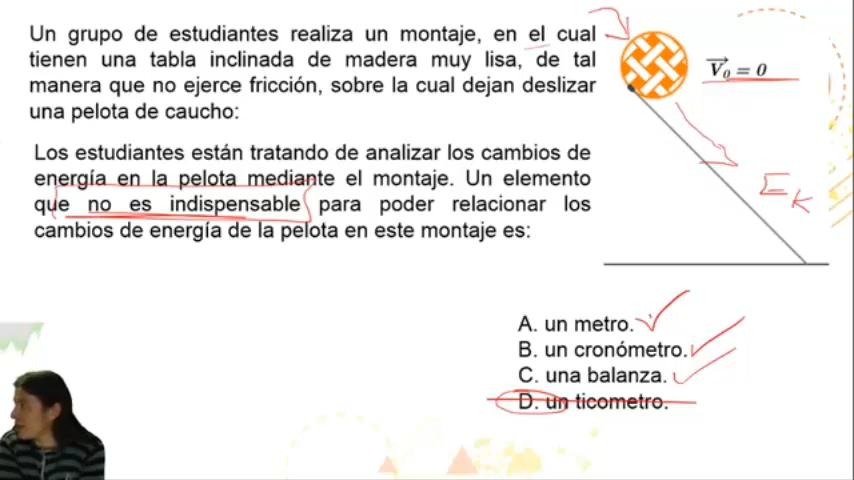 Un grupo de estudiantes realiza un montaje, en el cual
tienen una tabla inclinada de madera muy lisa, de tal
manera que no ejerce fricción, sobre la cual dejan deslizar
una pelota de caucho:
V₀ = 0
Los estudiantes están tratando de analizar los cambios de
energía en la pelota mediante el montaje. Un elemento
que no es indispensable para poder relacionar los
cambios de energía de la pelota en este montaje es:
E K
A. un metro.
B. un cronómetro.
C. una balanza.
D. un ticometro.